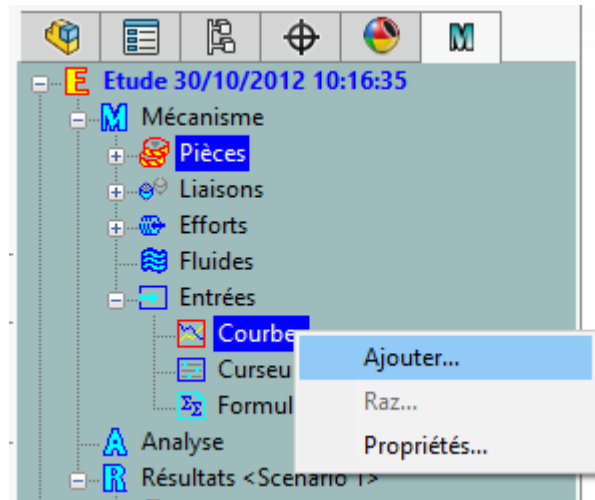 Etude 30/10/2012 10:16:35
Mécanisme
Pièces
Liaisons
Efforts
Fluides
Entrées
Courbe
Ajouter...
Curseu
Raz...
Formul
Propriétés...
Analyse
Résultats <Scénario 1>